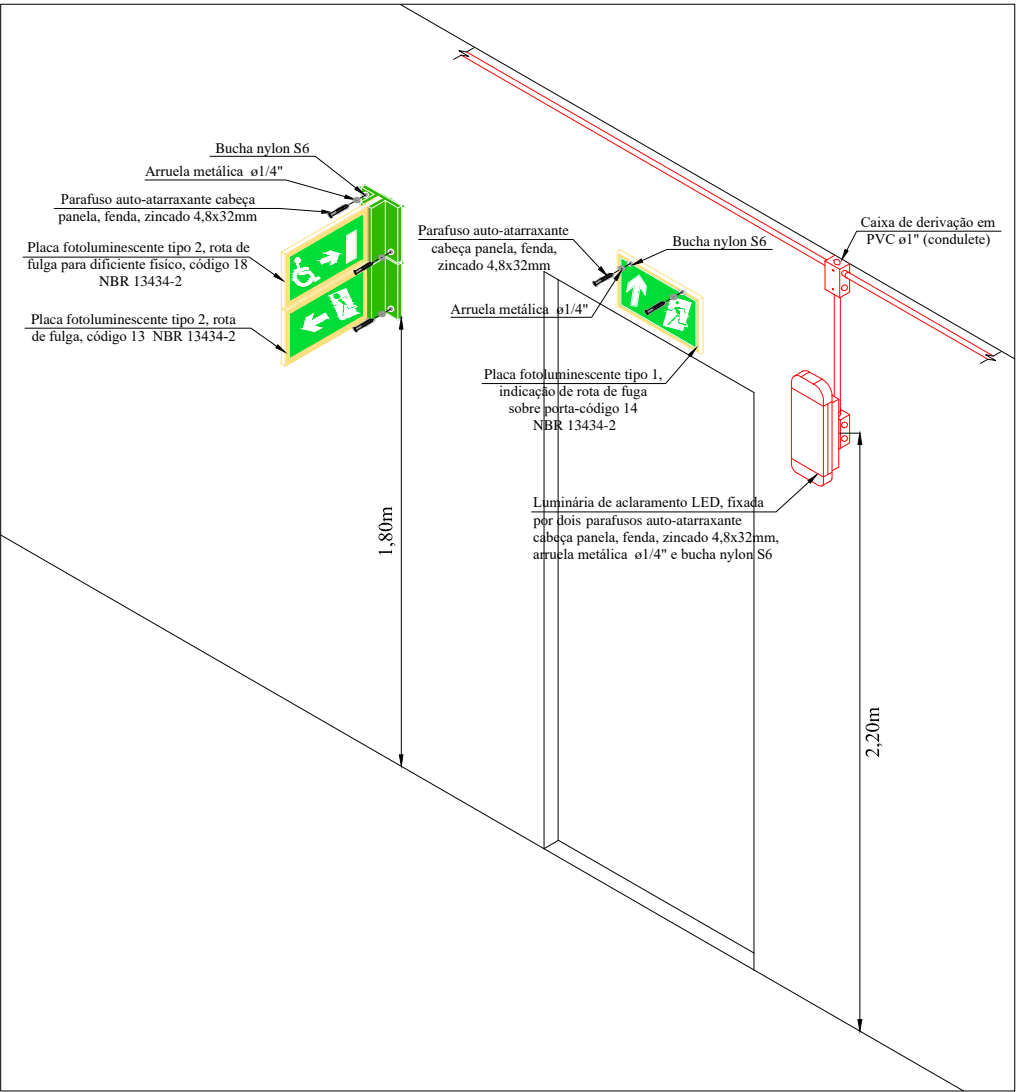 Bucha nylon S6
Arruela metálica ø1/4"
Parafuso auto-atarraxante cabeça
panela, fenda, zincado 4,8x32mm
Placa fotoluminescente tipo 2, rota de
fulga para dificiente físico, código 18
NBR 13434-2
Placa fotoluminescente tipo 2, rota
de fulga, código 13 NBR 13434-2
Parafuso auto-atarraxante
cabeça panela, fenda,
zincado 4,8x32mm
Bucha nylon S6
Arruela metálica ø1/4"
Placa fotoluminescente tipo 1,
indicação de rota de fuga
sobre porta-código 14
NBR 13434-2
Caixa de derivação em
PVC ø1" (condulete)
Luminária de aclaramento LED, fixada
por dois parafusos auto-atarraxante
cabeça panela, fenda, zincado 4,8x32mm,
arruela metálica ø1/4" e bucha nylon S6
1,80m
2,20m